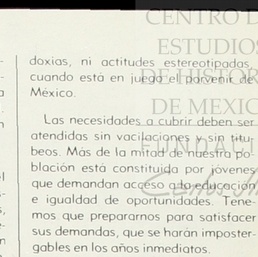 CENTRO D
ESTUDIOS
DE HISTOR
DE MEXIC
FUNDACI
doxias, ni actitudes estereotipadas,
cuando está en juego el porvenir de
México.
Las necesidades a cubrir deben ser
atendidas sin vacilaciones y sin titu-
beos. Más de la mitad de nuestra po-
blación está constituida por jóvenes
que demandan acceso a la educación
e igualdad de oportunidades. Tene-
mos que prepararnos para satisfacer
sus demandas, que se harán imposter-
gables en los años inmediatos.